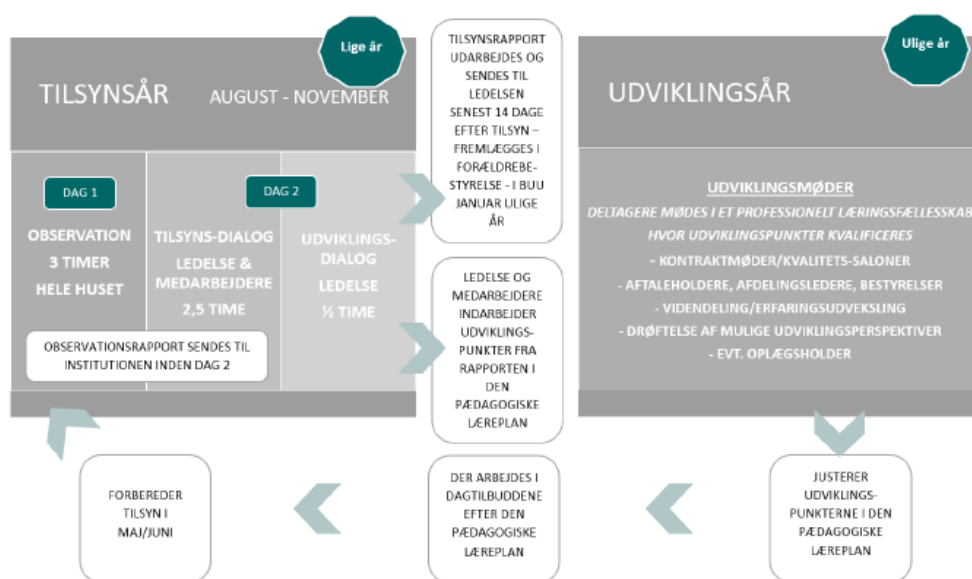 Lige år
TILSYNSÅR
AUGUST - NOVEMBER
DAG 1
OBSERVATION
3 TIMER
HELE HUSET
DAG 2
TILSYNS-DIALOG
LEDELSE &
MEDARBEJDERE
2,5 TIME
UDVIKLINGS-
DIALOG
LEDELSE
½ TIME
OBSERVATIONSRAPPORT SENDES TIL
INSTITUTIONEN INDEN DAG 2
TILSYNSRAPPORT
UDARBEJDES OG
SENDES TIL
LEDELSEN
SENEST 14 DAGE
EFTER TILSYN –
FREMLÆGGES I
FORÆLDREBE-
STYRELSE - I BUU
JANUAR ULIGE
ÅR
LEDELSE OG
MEDARBEJDERE
INDARBEJDER
UDVIKLINGS-
PUNKTER FRA
RAPPORTEN I
DEN
PÆDAGOGISKE
LÆREPLAN
Ulige år
UDVIKLINGSÅR
UDVIKLINGSMØDER
DELTAGERE MØDES I ET PROFESSIONELT LÆRINGSFÆLLESSKAB
HVOR UDVIKLINGSPUNKTER KVALIFICERES
- KONTRAKTMØDER/KVALITETS-SALONER
- AFTALEHOLDERE, AFDELINGSLEDERE, BESTYRELSER
- VIDENDELING/ERFARINGSUDVEKSLING
- DRØFTELSE AF MULIGE UDVIKLINGSPERSPEKTIVER
- EVT. OPLÆGSHOLDER
JUSTERER
UDVIKLINGS-
PUNKTERNE I DEN
PÆDAGOGISKE
LÆREPLAN
DER ARBEJDES I
DAGTILBUDDENE
EFTER DEN
PÆDAGOGISKE
LÆREPLAN
FORBEREDER
TILSYN I
MAJ/JUNI